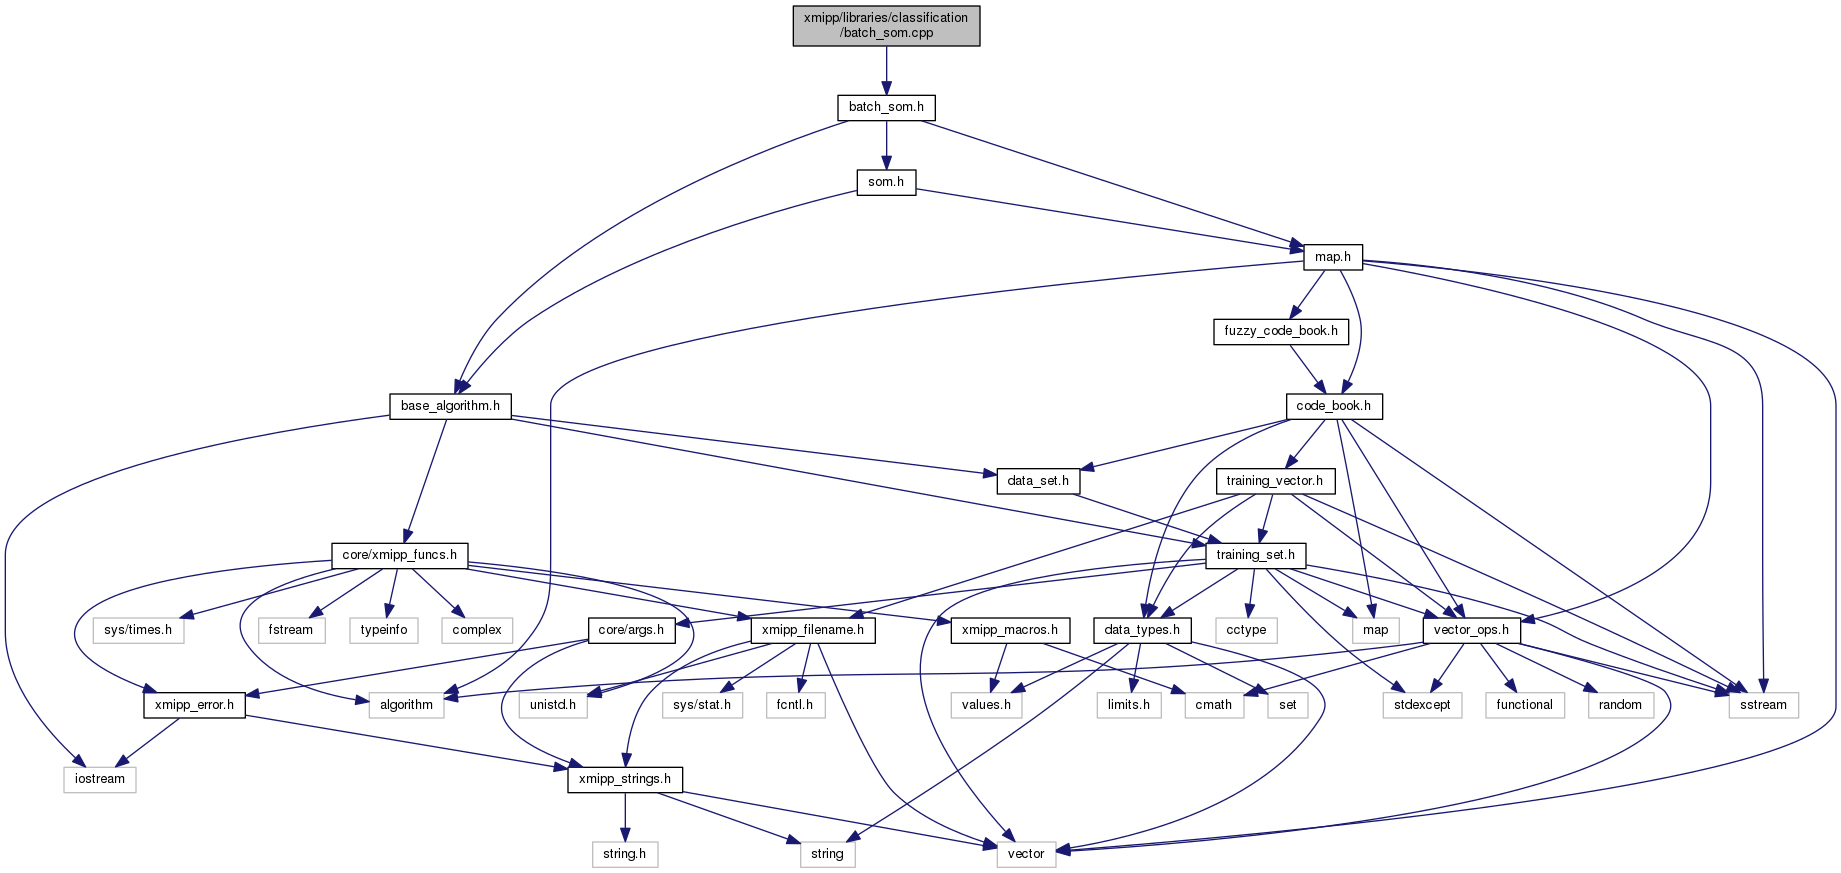 xmipp/libraries/classification
/batch_som.cpp
batch_som.h
som.h
map.h
fuzzy_code_book.h
base_algorithm.h
code_book.h
data_set.h
training_vector.h
core/xmipp_funcs.h
training_set.h
sys/times.h
fstream
typeinfo
complex
core/args.h
xmipp_filename.h
xmipp_macros.h
data_types.h
cctype
map
vector_ops.h
xmipp_error.h
algorithm
unistd.h
sys/stat.h
fcntl.h
values.h
limits.h
cmath
set
stdexcept
functional
random
sstream
iostream
xmipp_strings.h
string.h
string
vector